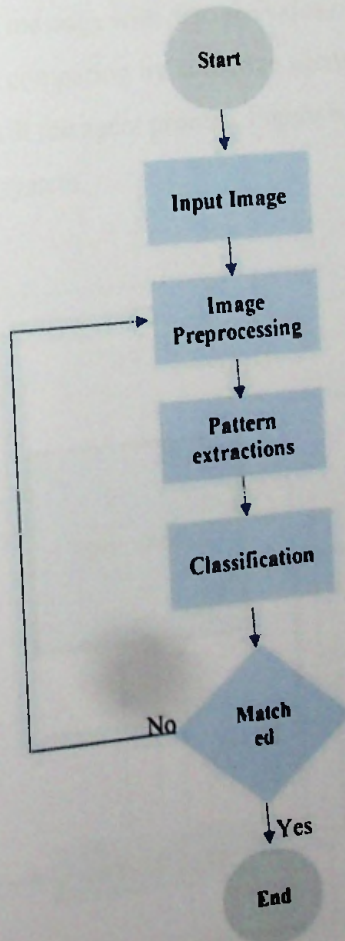 Start
Input Image
Image
Preprocessing
Pattern
extractions
Classification
Match
ed
No
Yes
End